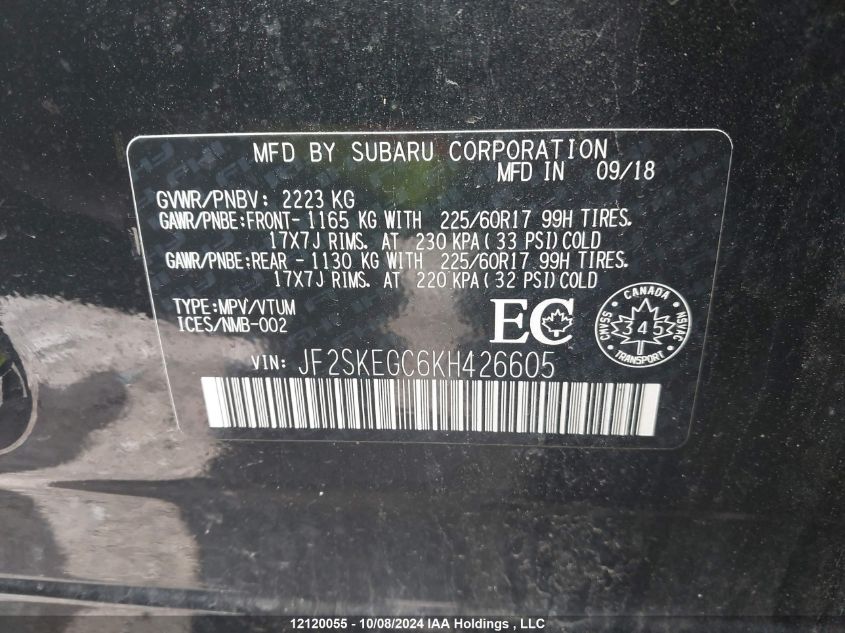 MFD BY SUBARU CORPORATION
MFD IN 09/18
GVWR/PNBV: 2223 KG
GAWR/PNBE:FRONT- 1165 KG WITH 225/60R17 99H TIRES.
17X7J RIMS. AT 230 KPA(33 PSI)COLD
GAWR/PNBE:REAR - 1130 KG WITH 225/60R17 99H TIRES.
17X7J RIMS. AT 220 KPA(32 PSI)COLD
TYPE:MPV/VTUM
ICES/NMB-002
EC
CANADA
CMVSS
345
NSVAC
TRANSPORT
VIN: JF2SKEGC6KH426605
12120055 - 10/08/2024 IAA Holdings , LLC